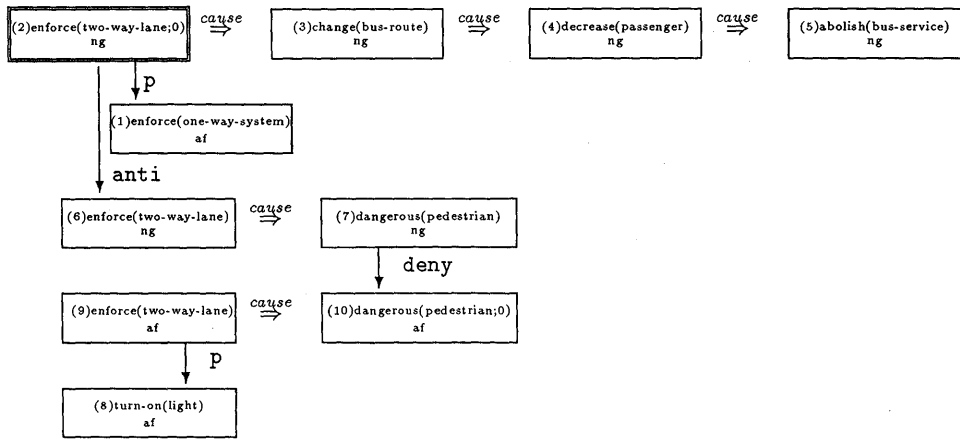 (2)enforce(two-way-lane;0)
ng
cause
⇒
(3)change(bus-route)
ng
cause
⇒
(4)decrease(passenger)
ng
cause
⇒
(5)abolish(bus-service)
ng
p
(1)enforce(one-way-system)
af
anti
(6)enforce(two-way-lane)
ng
cause
⇒
(7)dangerous(pedestrian)
ng
deny
(9)enforce(two-way-lane)
af
cause
⇒
(10)dangerous(pedestrian;0)
af
p
(8)turn-on(light)
af